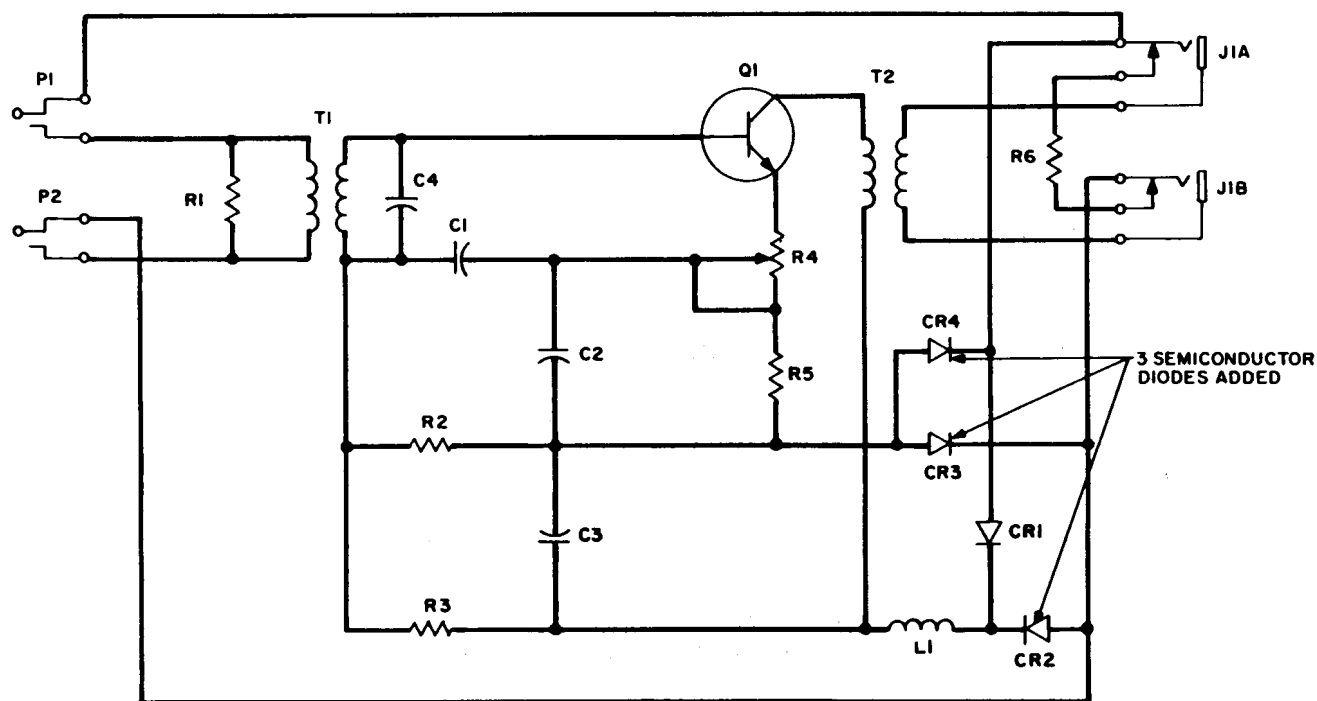 P1
T1
Q1
T2
J1A
R6
C4
P2
R1
J1B
C1
R4
CR4
3 SEMICONDUCTOR
DIODES ADDED
C2
R5
R2
CR3
C3
CR1
R3
L1
CR2